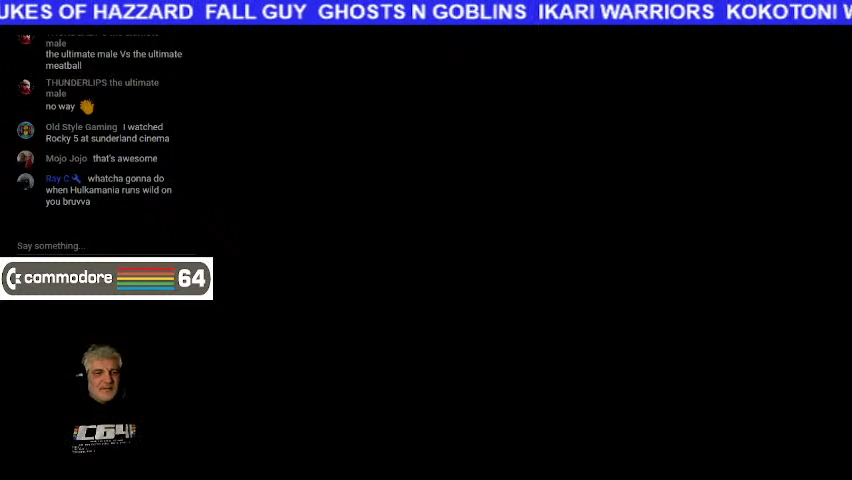 UKES OF HAZZARD FALL GUY GHOSTS N GOBLINS IKARI WARRIORS KOKOTONI W
male
the ultimate male Vs the ultimate
meatball
THUNDERLIPS the ultimate
male
no way 👏
Old Style Gaming I watched
Rocky 5 at sunderland cinema
Mojo Jojo that's awesome
Ray C whatcha gonna do
when Hulkamania runs wild on
you bruvva
Say something...
commodore 64
C64